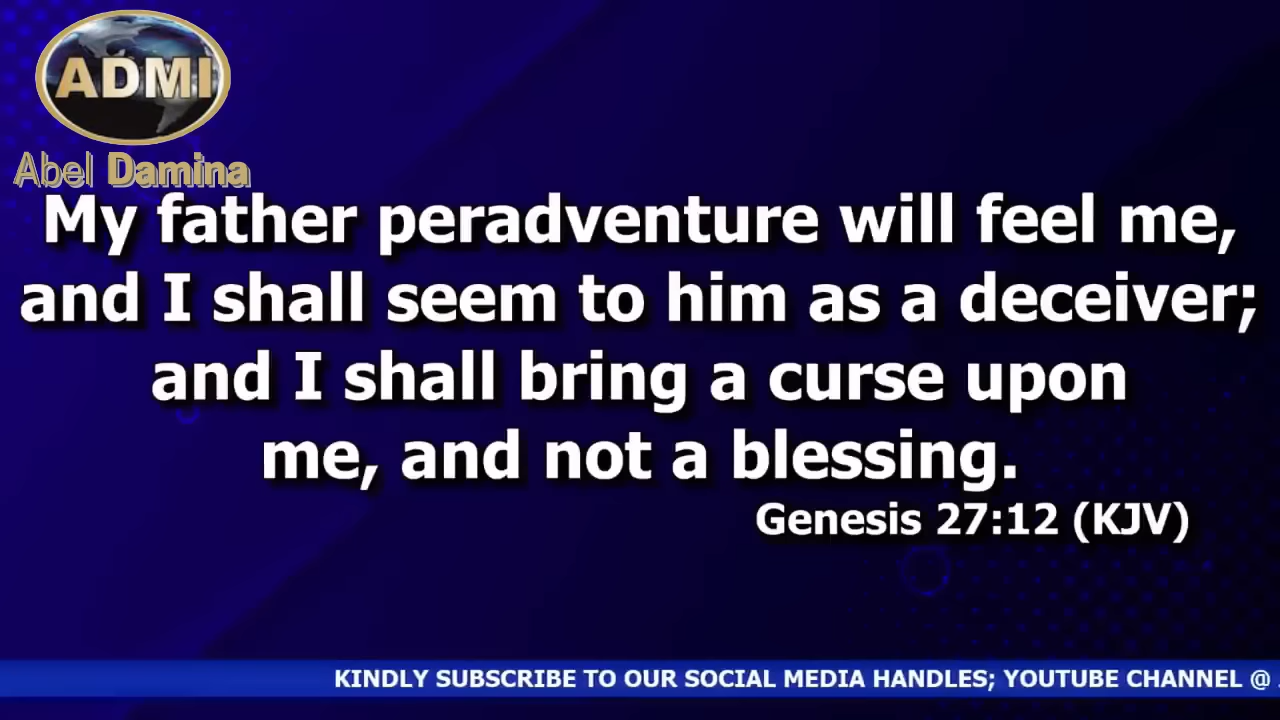 ADMI
Abel Damina
My father peradventure will feel me,
and I shall seem to him as a deceiver;
and I shall bring a curse upon
me, and not a blessing.
Genesis 27:12 (KJV)
KINDLY SUBSCRIBE TO OUR SOCIAL MEDIA HANDLES; YOUTUBE CHANNEL @